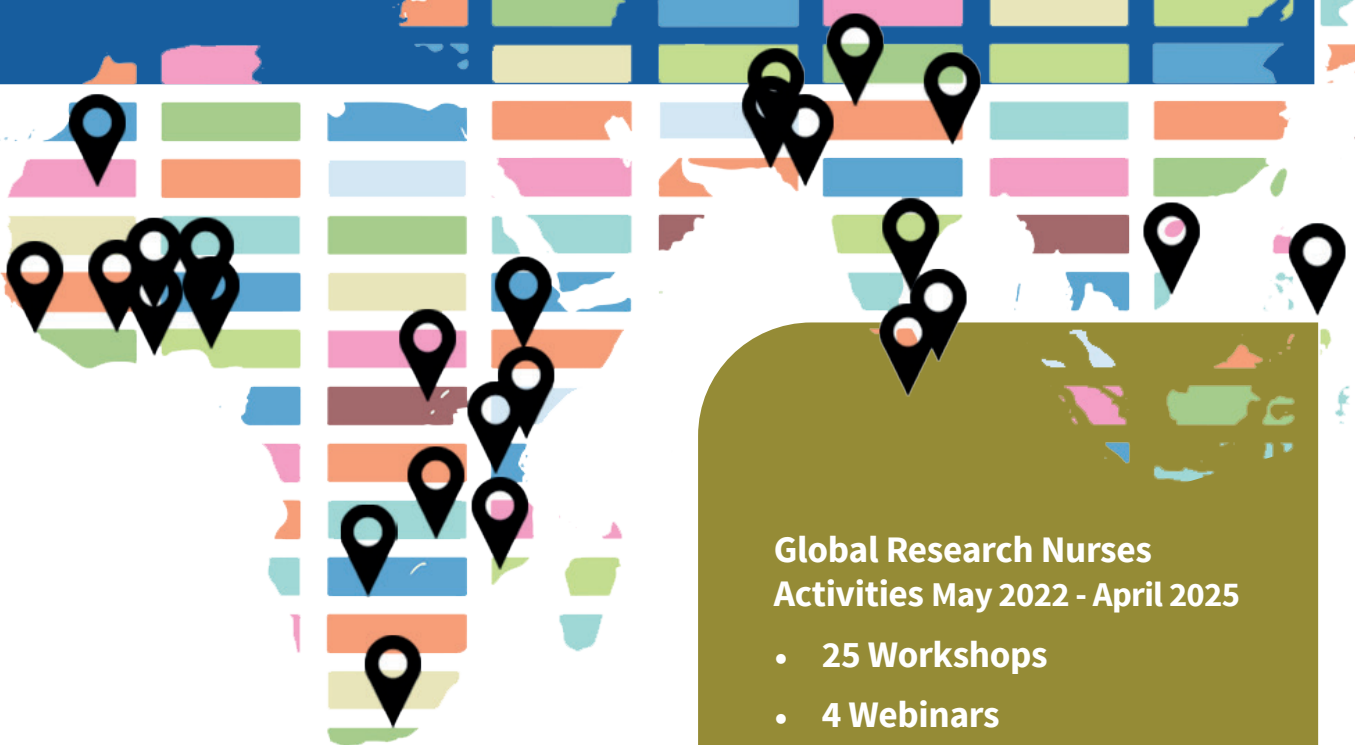 Global Research Nurses
Activities May 2022 - April 2025
• 25 Workshops
• 4 Webinars